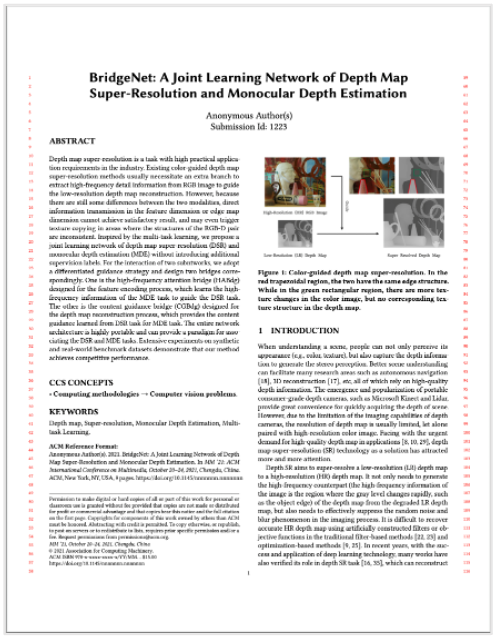 BridgeNet: A Joint Learning Network of Depth Map
Super-Resolution and Monocular Depth Estimation
Anonymous Author(s)
Submission Id: 1223
ABSTRACT
Depth map super-resolution is a task with high practical applica-
tion requirements in the industry. Existing color-guided depth map
super-resolution methods usually necessitate an extra branch to
extract high-frequency detail information from RGB image to guide
the low-resolution depth map reconstruction. However, because
there are still some differences between the two modalities, direct
information transmission in the feature dimension or edge map
dimension cannot achieve satisfactory result, and may even trigger
texture copying in areas where the structures of the RGB-D pair
are inconsistent. Inspired by the multi-task learning, we propose a
joint learning network of depth map super-resolution (DSR) and
monocular depth estimation (MDE) without introducing additional
supervision labels. For the interaction of two subnetworks, we adopt
a differentiated guidance strategy and design two bridges corre-
spondingly. One is the high-frequency attention bridge (HABdg)
designed for the feature encoding process, which learns the high-
frequency information of the MDE task to guide the DSR task.
The other is the content guidance bridge (CGBdg) designed for
the depth map reconstruction process, which provides the content
guidance learned from DSR task for MDE task. The entire network
architecture is highly portable and can provide a paradigm for asso-
ciating the DSR and MDE tasks. Extensive experiments on synthetic
and real-world benchmark datasets demonstrate that our method
achieves competitive performance.
CCS CONCEPTS
• Computing methodologies → Computer vision problems.
KEYWORDS
Depth map, Super-resolution, Monocular Depth Estimation, Multi-
task Learning.
ACM Reference Format:
Anonymous Author(s). 2021. BridgeNet: A Joint Learning Network of Depth
Map Super-Resolution and Monocular Depth Estimation. In MM '21: ACM
International Conference on Multimedia, October 20–24, 2021, Chengdu, China.
ACM, New York, NY, USA, 9 pages. https://doi.org/10.1145/nnnnnnn.nnnnnnn
Permission to make digital or hard copies of all or part of this work for personal or
classroom use is granted without fee provided that copies are not made or distributed
for profit or commercial advantage and that copies bear this notice and the full citation
on the first page. Copyrights for components of this work owned by others than ACM
must be honored. Abstracting with credit is permitted. To copy otherwise, or republish,
to post on servers or to redistribute to lists, requires prior specific permission and/or a
fee. Request permissions from permissions@acm.org.
MM '21, October 20–24, 2021, Chengdu, China
© 2021 Association for Computing Machinery.
ACM ISBN 978-x-xxxx-xxxx-x/YY/MM...$15.00
https://doi.org/10.1145/nnnnnnn.nnnnnnn
High-Resolution (HR) RGB Image
Low-Resolution (LR) Depth Map
Super Resolved Depth Map
Figure 1: Color-guided depth map super-resolution. In the
red trapezoidal region, the two have the same edge structure.
While in the green rectangular region, there are more tex-
ture changes in the color image, but no corresponding tex-
ture structure in the depth map.
1 INTRODUCTION
When understanding a scene, people can not only perceive its
appearance (e.g., color, texture), but also capture the depth informa-
tion to generate the stereo perception. Better scene understanding
can facilitate many research areas such as autonomous navigation
[18], 3D reconstruction [17], etc, all of which rely on high-quality
depth information. The emergence and popularization of portable
consumer-grade depth cameras, such as Microsoft Kinect and Lidar,
provide great convenience for quickly acquiring the depth of scene.
However, due to the limitation of the imaging capabilities of depth
cameras, the resolution of depth map is usually limited, let alone
paired with high-resolution color image. Facing with the urgent
demand for high-quality depth map in applications [8, 10, 29], depth
map super-resolution (SR) technology as a solution has attracted
more and more attention.
Depth SR aims to super-resolve a low-resolution (LR) depth map
to a high-resolution (HR) depth map. It not only needs to generate
the high-frequency counterpart (the high-frequency information of
the image is the region where the gray level changes rapidly, such
as the object edge) of the depth map from the degraded LR depth
map, but also needs to effectively suppress the random noise and
blur phenomenon in the imaging process. It is difficult to recover
accurate HR depth map using artificially constructed filters or ob-
jective functions in the traditional filter-based methods [22, 23] and
optimization-based methods [9, 25]. In recent years, with the suc-
cess and application of deep learning technology, many works have
also verified its role in depth SR task [16, 35], which can reconstruct
1